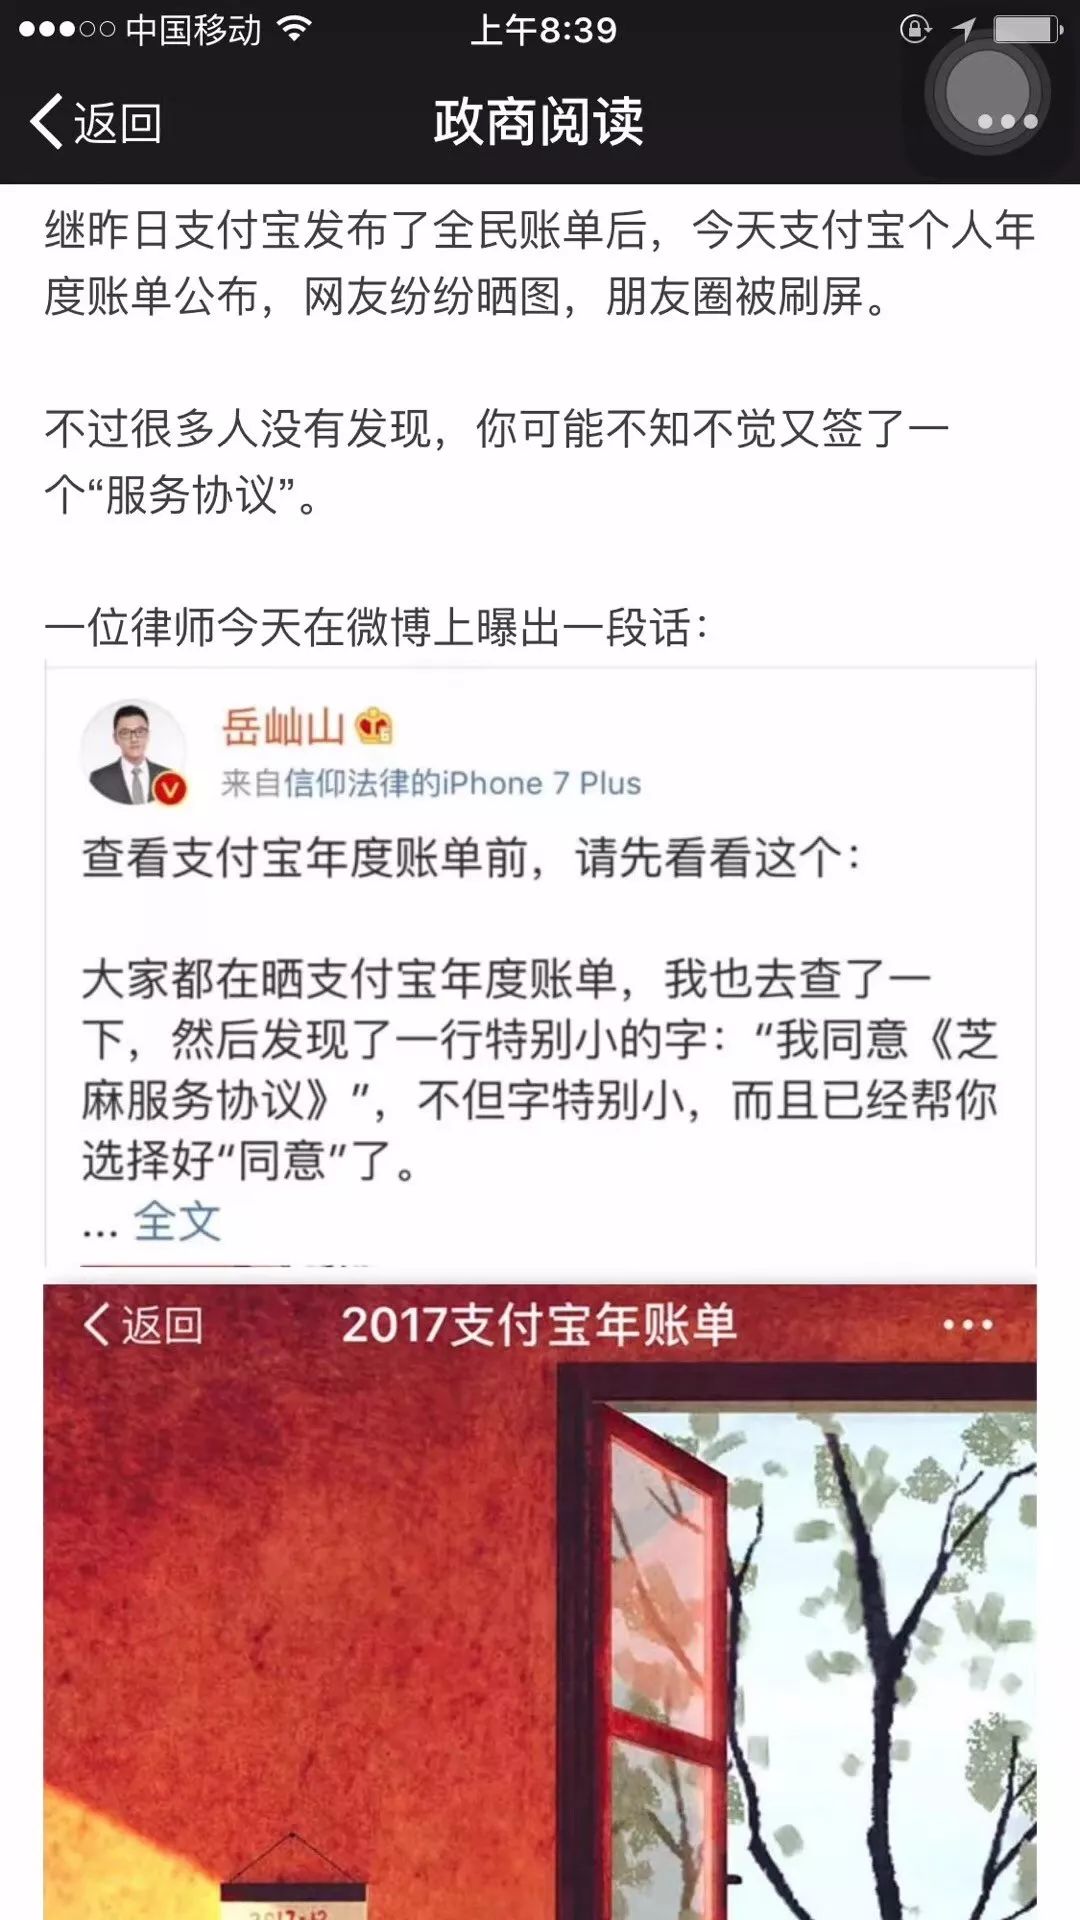 中国移动 上午8:39
返回 政商阅读
继昨日支付宝发布了全民账单后，今天支付宝个人年
度账单公布，网友纷纷晒图，朋友圈被刷屏。
不过很多人没有发现，你可能不知不觉又签了一
个“服务协议”。
一位律师今天在微博上曝出一段话：
岳屾山
来自信仰法律的iPhone 7 Plus
查看支付宝年度账单前，请先看看这个：
大家都在晒支付宝年度账单，我也去查了一
下，然后发现了一行特别小的字：“我同意《芝
麻服务协议》”，不但字特别小，而且已经帮你
选择好“同意”了。
... 全文
返回 2017支付宝年账单